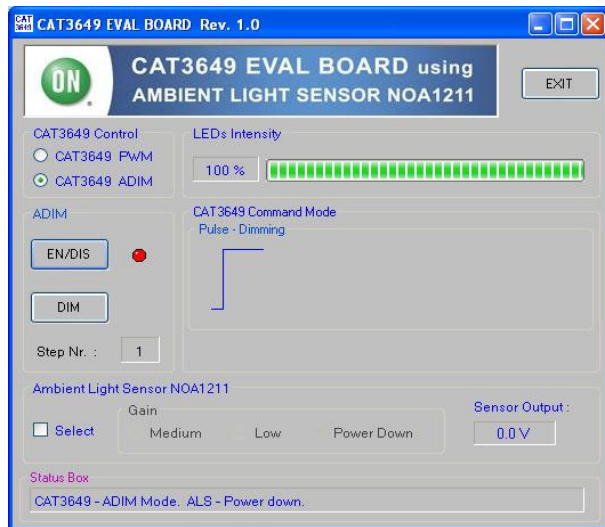 CAT3649 EVAL BOARD Rev. 1.0
ON
CAT3649 EVAL BOARD using
AMBIENT LIGHT SENSOR NOA1211
EXIT
CAT3649 Control
CAT3649 PWM
CAT3649 ADIM
LEDs Intensity
100 %
ADIM
EN/DIS
DIM
Step Nr. : 1
CAT3649 Command Mode
Pulse - Dimming
Ambient Light Sensor NOA1211
Select
Gain
Medium Low Power Down
Sensor Output :
0.0 V
Status Box
CAT3649 - ADIM Mode. ALS - Power down.